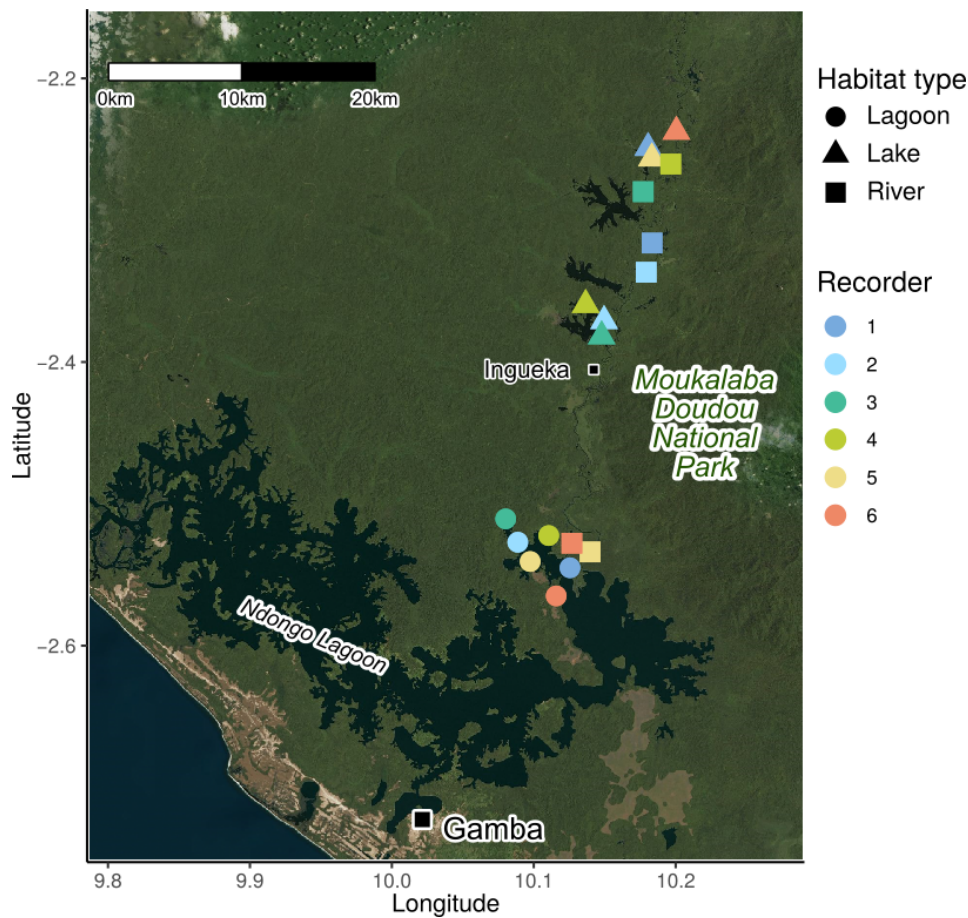 −2.2
−2.4
−2.6
Latitude
0km 10km 20km
Ingueka
Moukalaba
Doudou
National
Park
Ndongo Lagoon
Gamba
9.8 9.9 10.0 10.1 10.2
Longitude
Habitat type
Lagoon
Lake
River
Recorder
1
2
3
4
5
6